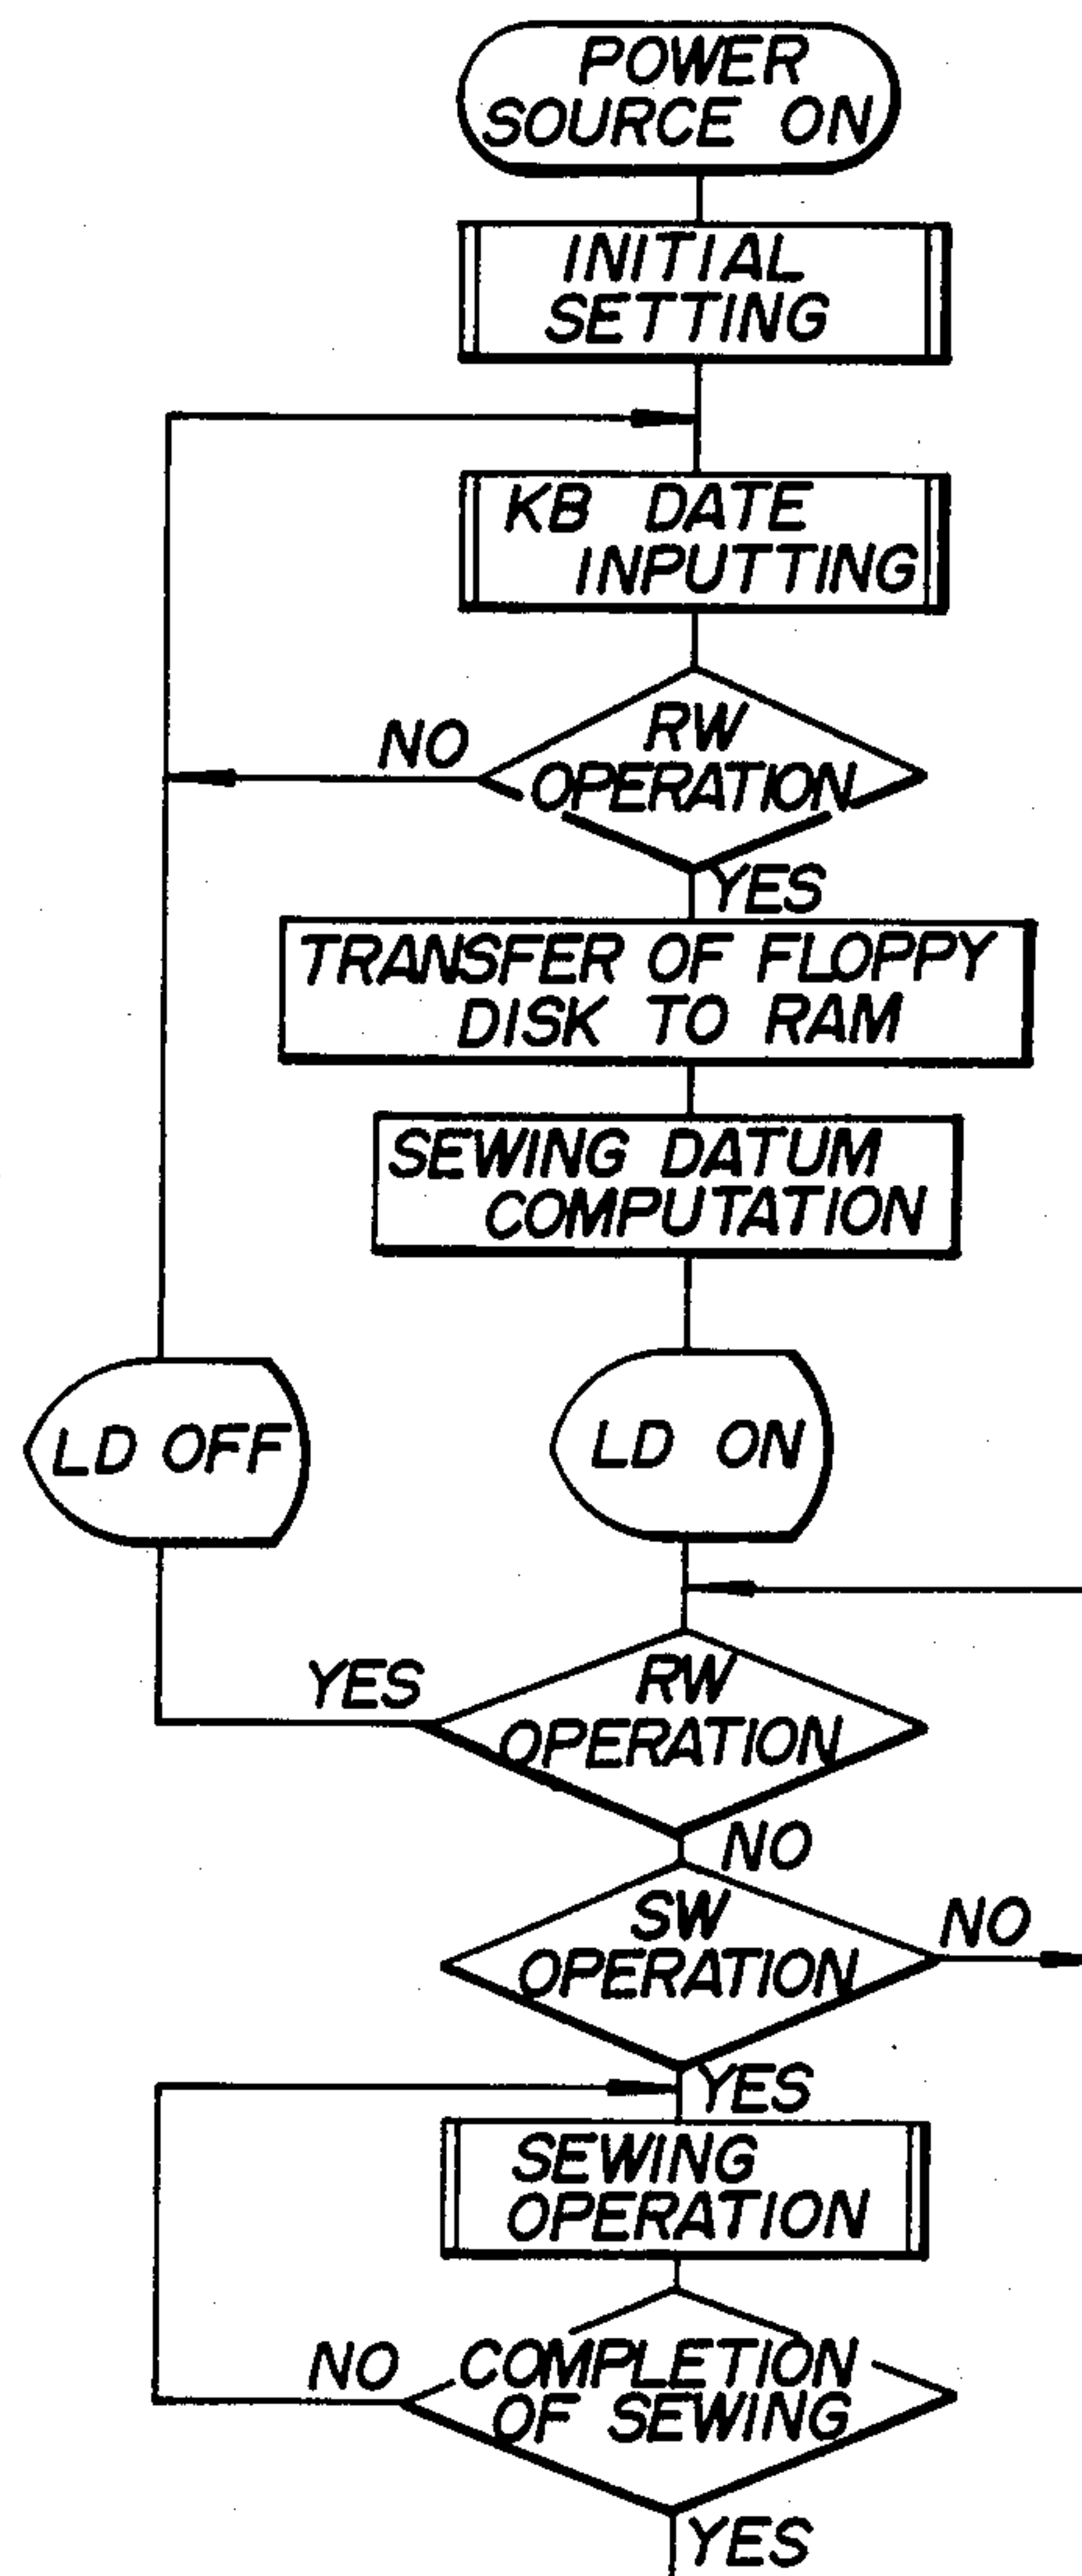 POWER
SOURCE ON
INITIAL
SETTING
KB DATE
INPUTTING
RW
OPERATION
NO
YES
TRANSFER OF FLOPPY
DISK TO RAM
SEWING DATUM
COMPUTATION
LD OFF
LD ON
RW
OPERATION
YES
NO
SW
OPERATION
NO
YES
SEWING
OPERATION
NO
COMPLETION
OF SEWING
YES